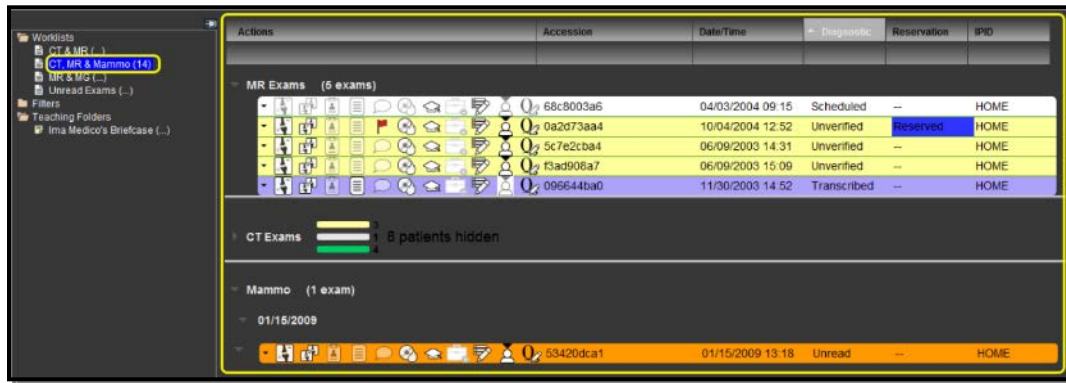 Worklists
CT & MR (...)
CT, MR & Mammo (14)
MR & MG (...)
Unread Exams (...)
Filters
Teaching Folders
Ima Medico's Briefcase (...)
Actions Accession Date/Time Diagnostic Reservation IPID
MR Exams (5 exams)
68c8003a6 04/03/2004 09:15 Scheduled -- HOME
0a2d73aa4 10/04/2004 12:52 Unverified Reserved HOME
5c7e2cba4 06/09/2003 14:31 Unverified -- HOME
f3ad908a7 06/09/2003 15:09 Unverified -- HOME
096644ba0 11/30/2003 14:52 Transcribed -- HOME
3
CT Exams 1 8 patients hidden
4
Mammo (1 exam)
01/15/2009
53420dca1 01/15/2009 13:18 Unread -- HOME